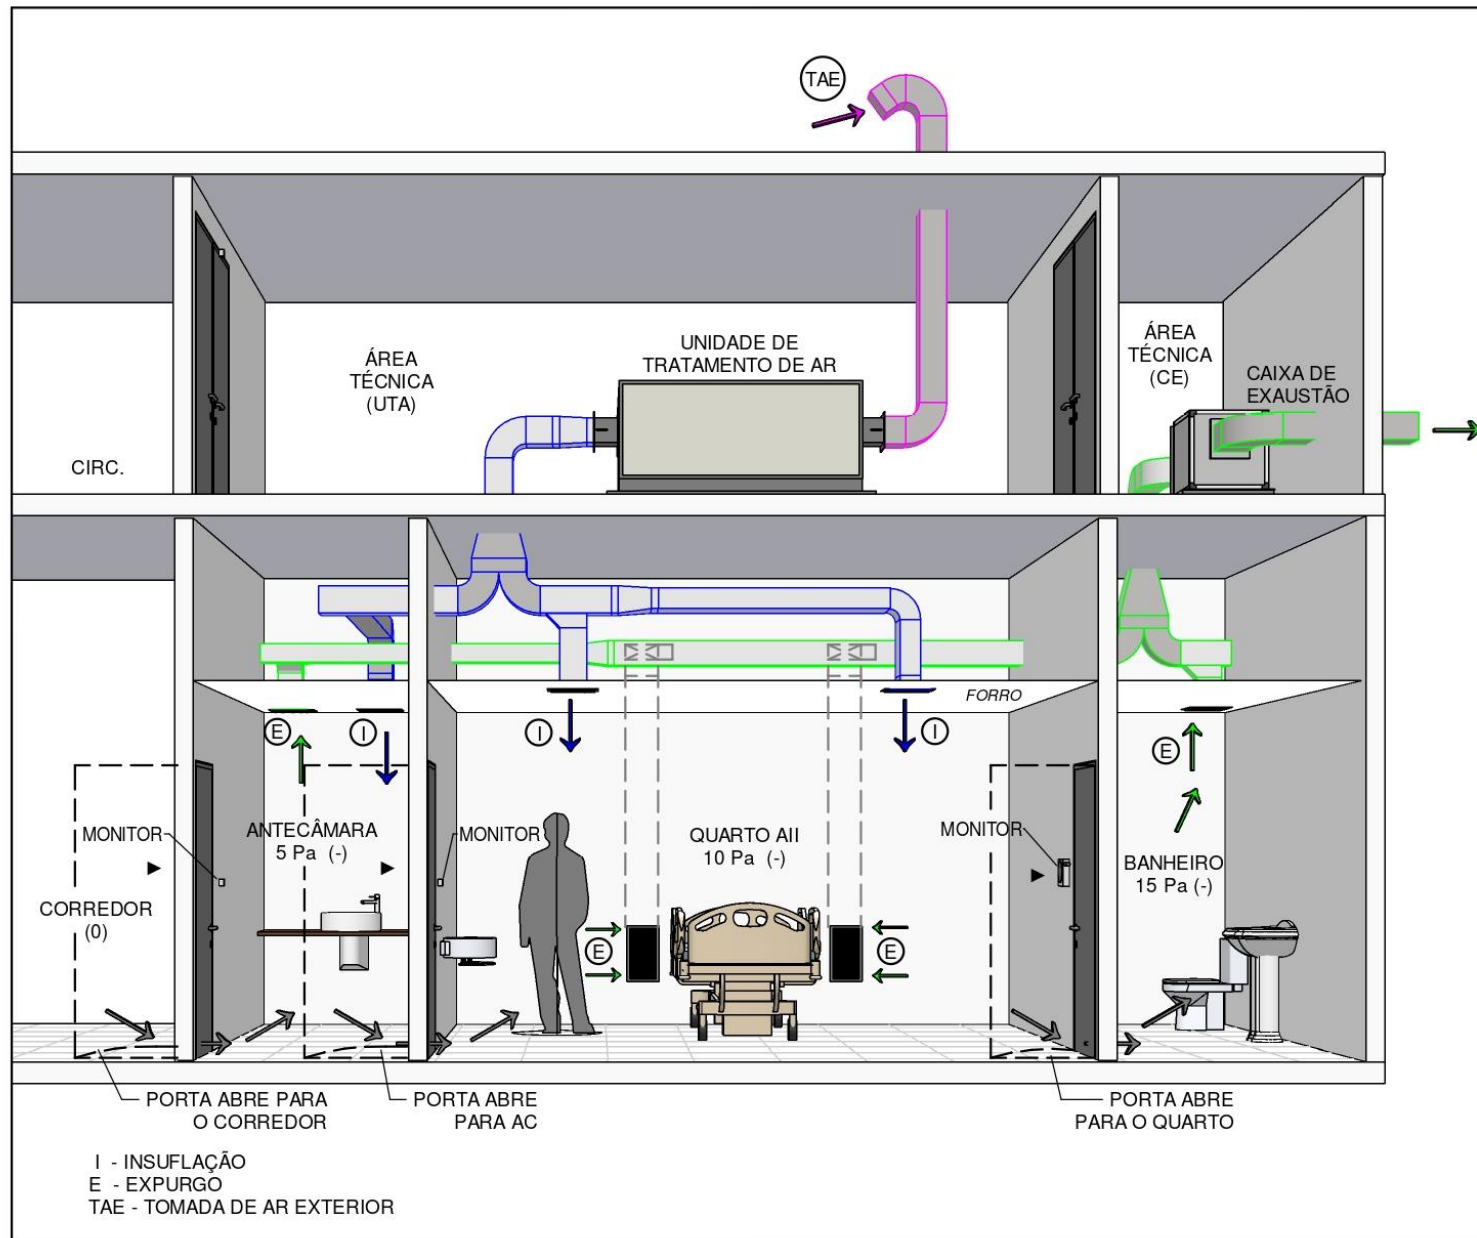 TAE
UNIDADE DE
TRATAMENTO DE AR
ÁREA
TÉCNICA
(UTA)
ÁREA
TÉCNICA
(CE)
CAIXA DE
EXAUSTÃO
CIRC.
FORRO
E
I
I
I
E
MONITOR
ANTECÂMARA
5 Pa (-)
MONITOR
QUARTO AII
10 Pa (-)
MONITOR
BANHEIRO
15 Pa (-)
CORREDOR
(0)
E
E
PORTA ABRE PARA
O CORREDOR
PORTA ABRE
PARA AC
PORTA ABRE
PARA O QUARTO
I - INSUFLAÇÃO
E - EXPURGO
TAE - TOMADA DE AR EXTERIOR